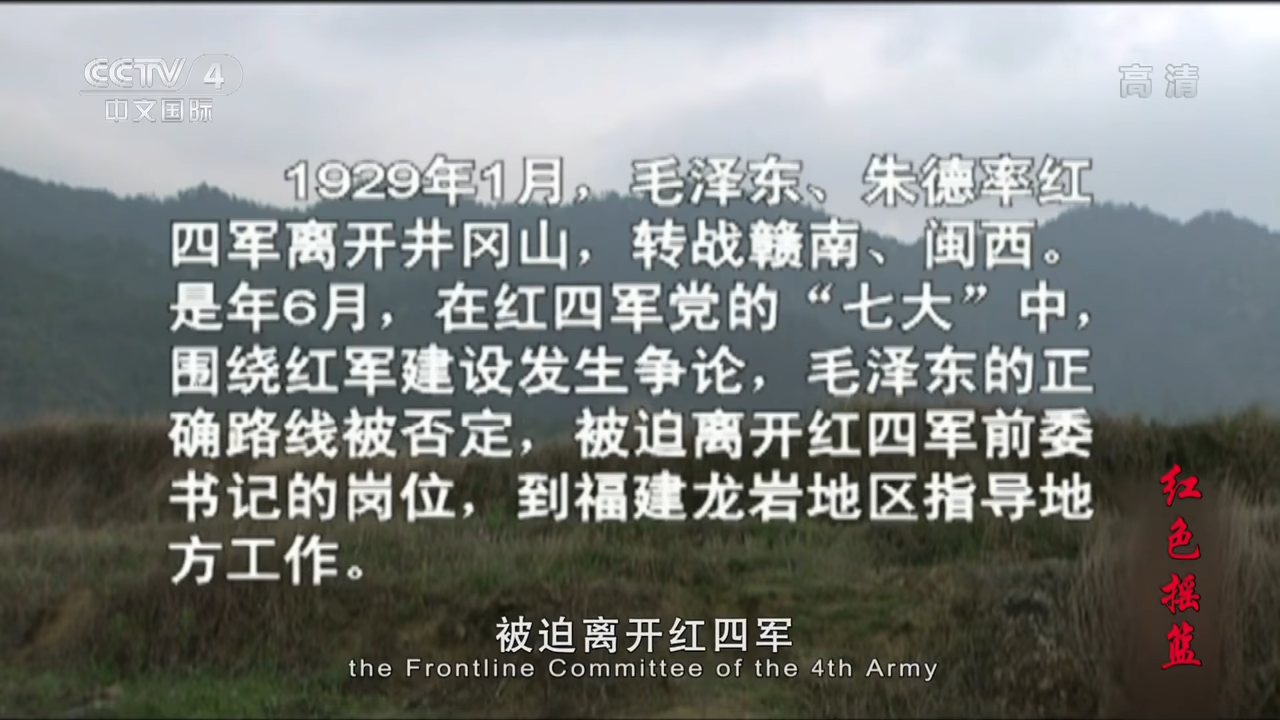 CCTV 4
中文国际
高清
1929年1月，毛泽东、朱德率红
四军离开井冈山，转战赣南、闽西。
是年6月，在红四军党的“七大”中，
围绕红军建设发生争论，毛泽东的正
确路线被否定，被迫离开红四军前委
书记的岗位，到福建龙岩地区指导地
方工作。
红色摇篮
被迫离开红四军
the Frontline Committee of the 4th Army